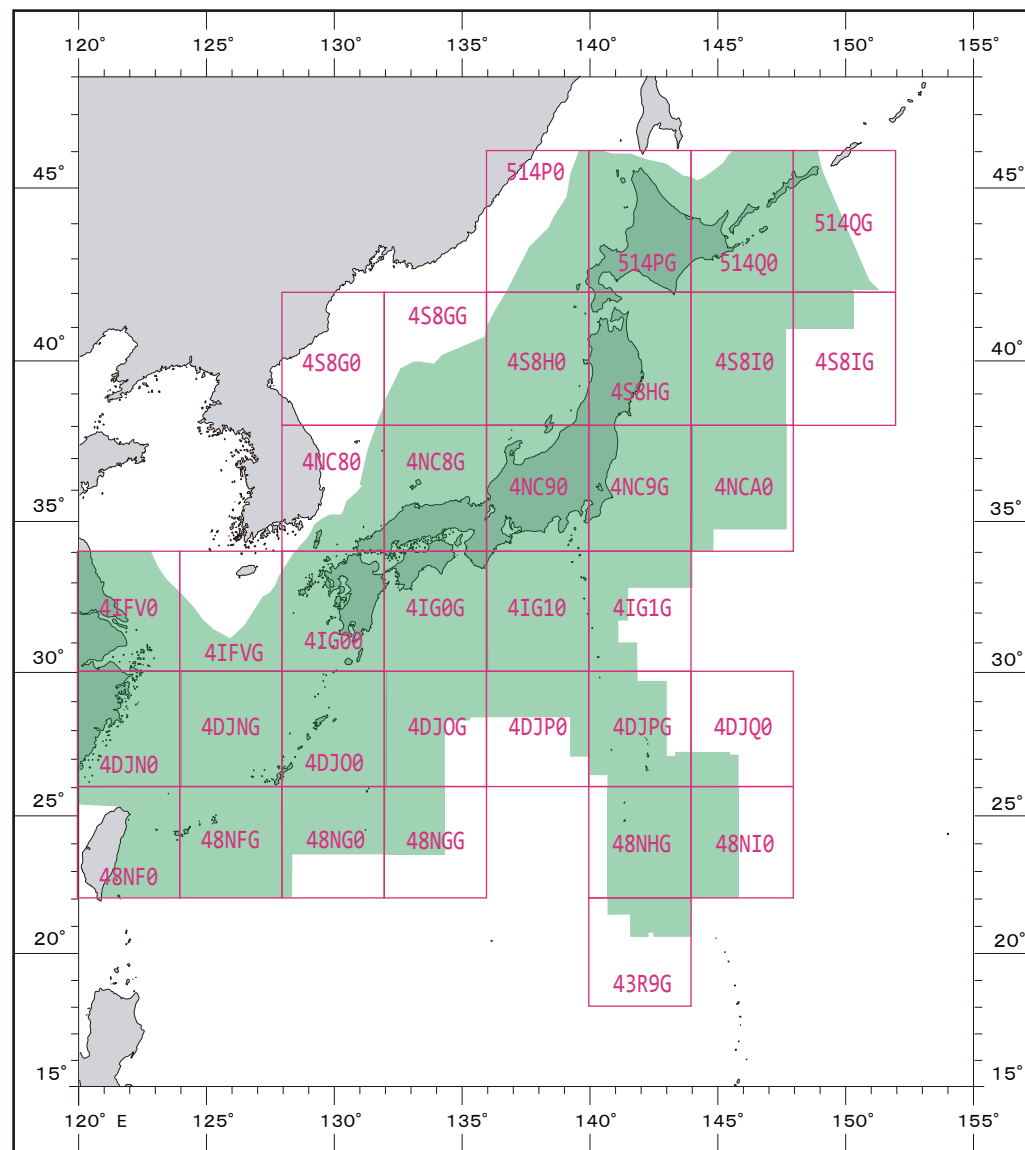 120° 125° 130° 135° 140° 145° 150° 155°
514P0
45° 45°
514QG
514PG 514Q0
4S8GG
4S8G0 4S8H0 4S8I0 4S8IG
40° 40°
4S8HG
4NC80 4NC8G
4NC90 4NC9G 4NCA0
35° 35°
4IFV0 4IG0G 4IG10 4IG1G
4IFVG 4IG00
30° 30°
4DJNG 4DJOG 4DJP0 4DJPG 4DJQ0
4DJN0 4DJO0
25° 25°
48NFG 48NG0 48NGG 48NHG 48NI0
48NF0
20° 20°
43R9G
15° 15°
120° E 125° 130° 135° 140° 145° 150° 155°